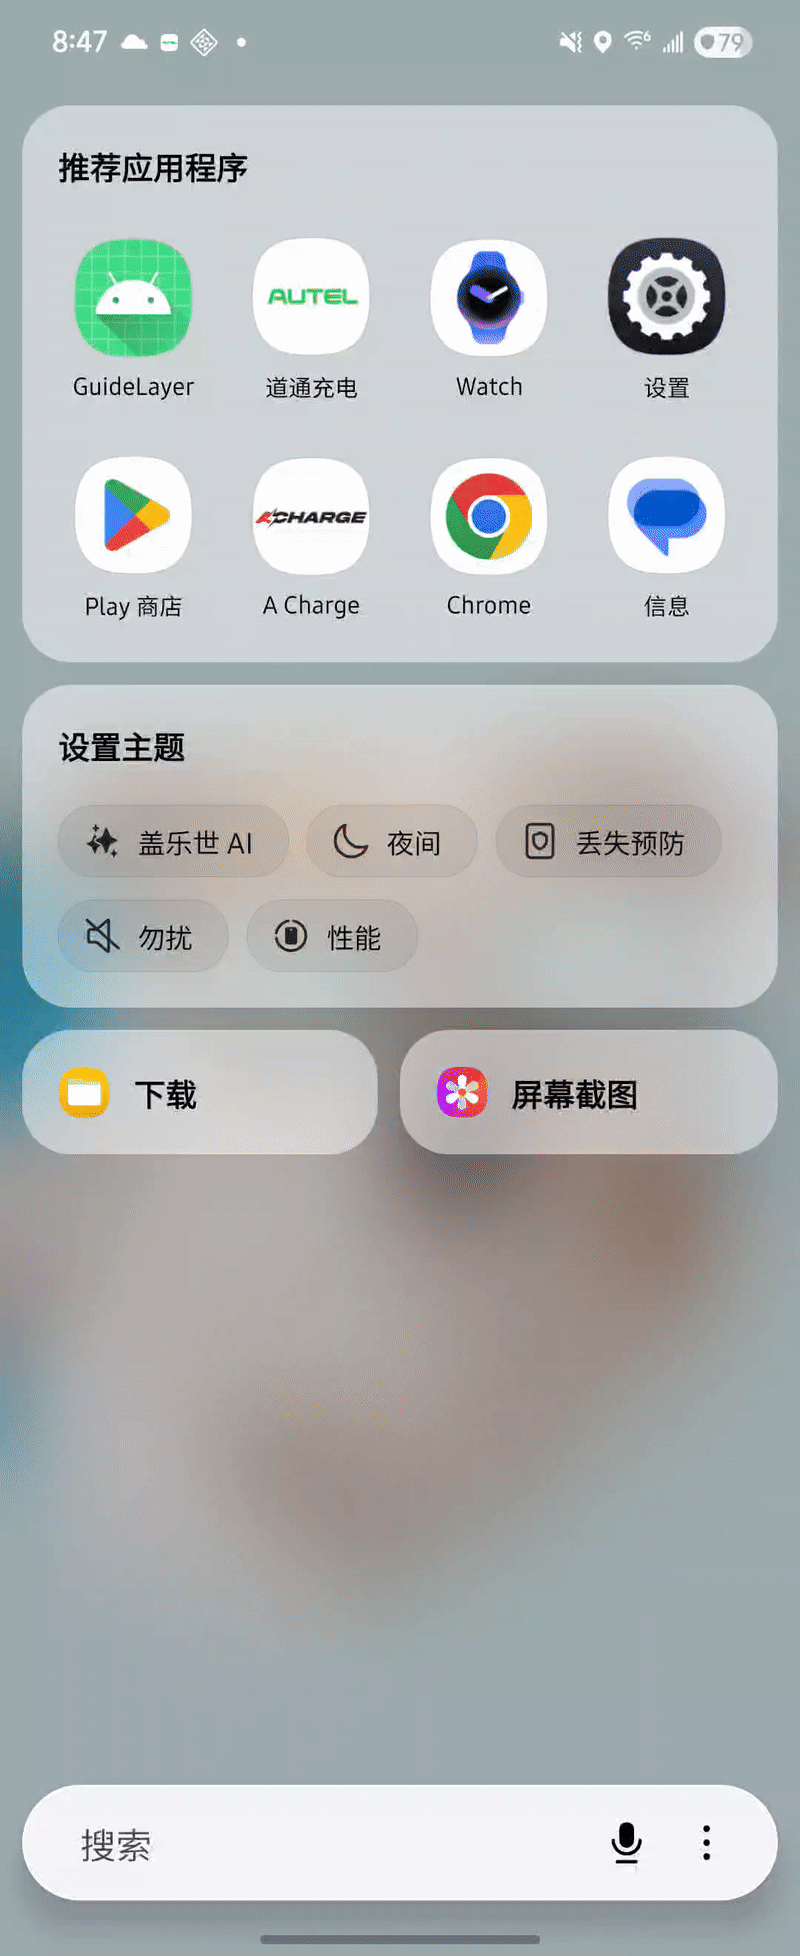 8:47
79
推荐应用程序
GuideLayer
AUTEL
道通充电
Watch
设置
Play 商店
XCHARGE
A Charge
Chrome
信息
设置主题
盖乐世 AI
夜间
丢失预防
勿扰
性能
下载
屏幕截图
搜索